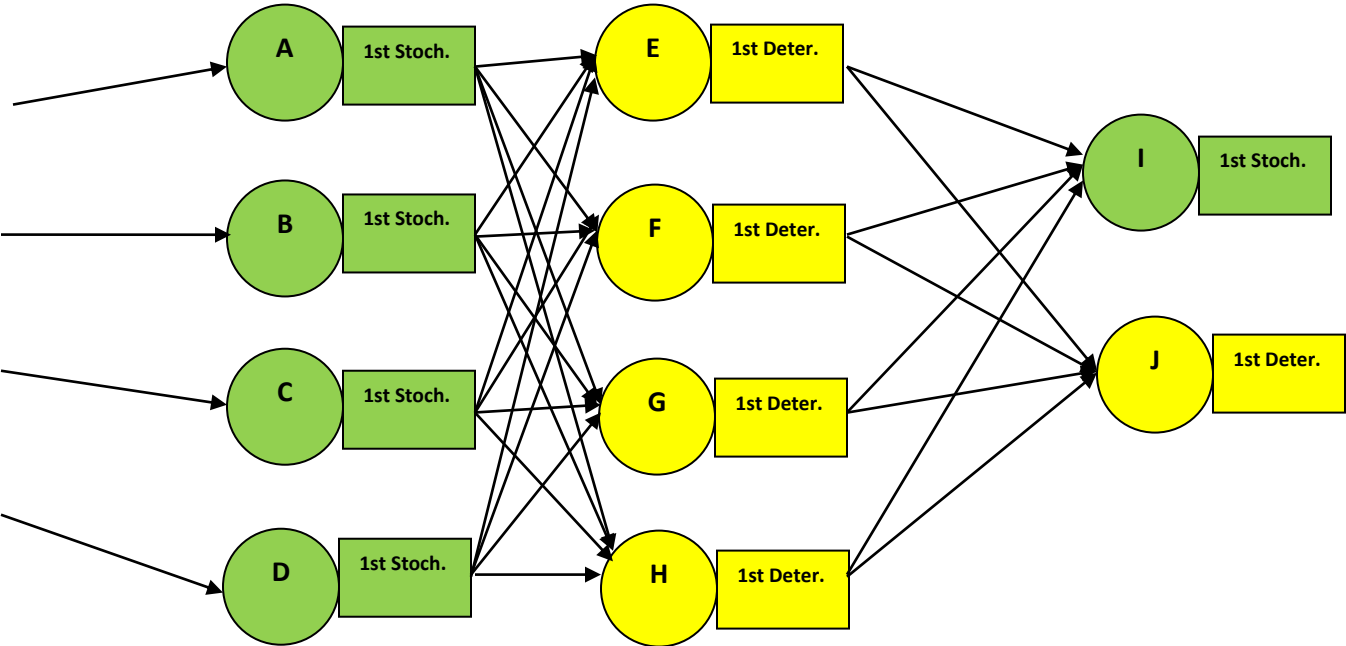 A
1st Stoch.
E
1st Deter.
I
1st Stoch.
B
1st Stoch.
F
1st Deter.
J
1st Deter.
C
1st Stoch.
G
1st Deter.
D
1st Stoch.
H
1st Deter.